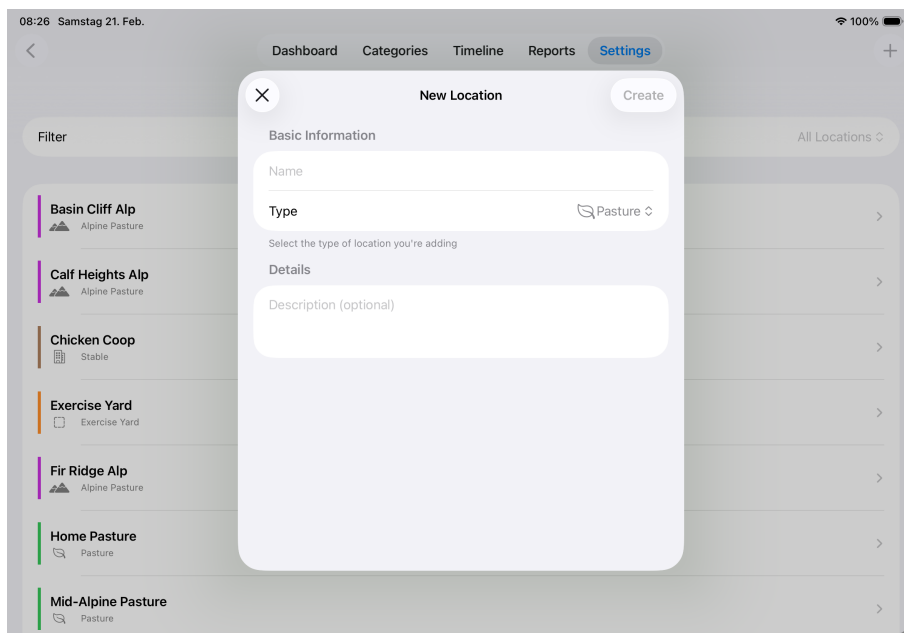 08:26 Samstag 21. Feb. 100%
Dashboard Categories Timeline Reports Settings
New Location Create
Basic Information
Filter All Locations
Name
Type Pasture
Select the type of location you're adding
Details
Description (optional)
Basin Cliff Alp
Alpine Pasture
Calf Heights Alp
Alpine Pasture
Chicken Coop
Stable
Exercise Yard
Exercise Yard
Fir Ridge Alp
Alpine Pasture
Home Pasture
Pasture
Mid-Alpine Pasture
Pasture